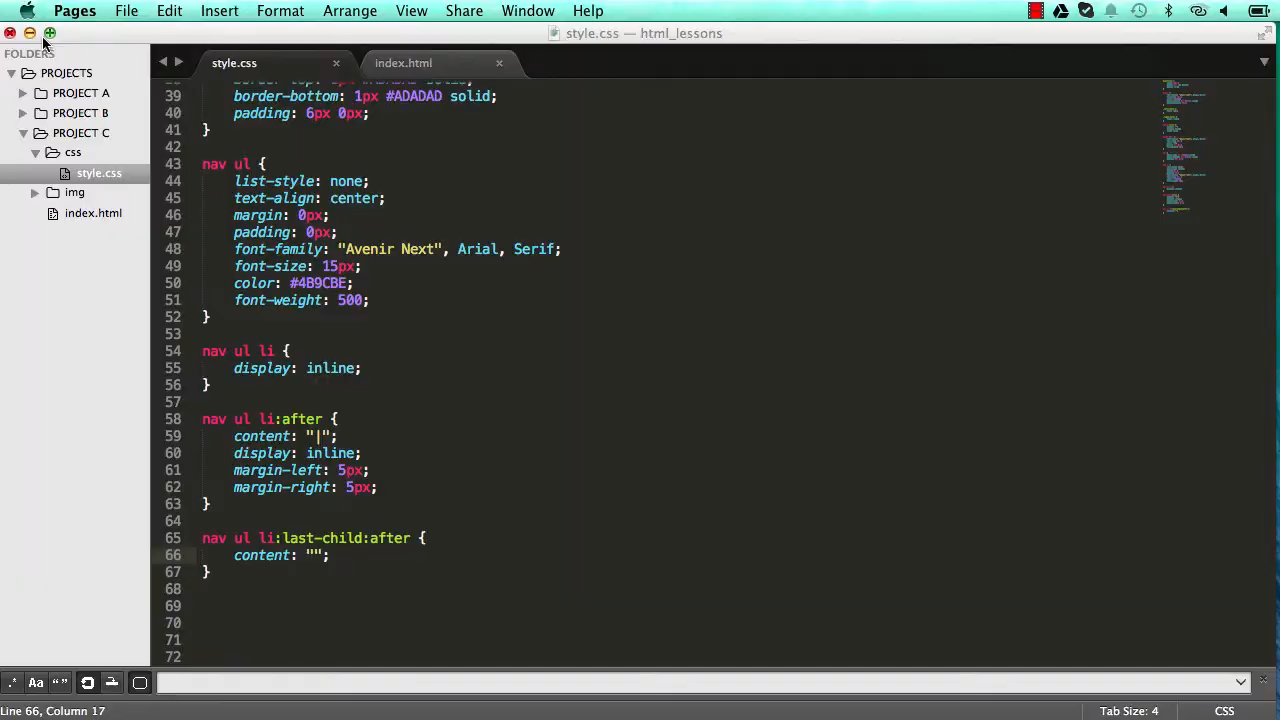 Pages File Edit Insert Format Arrange View Share Window Help
style.css — html_lessons
FOLDERS
PROJECTS
PROJECT A
PROJECT B
PROJECT C
css
style.css
img
index.html
style.css × index.html ×
39 border-bottom: 1px #ADADAD solid;
40 padding: 6px 0px;
41 }
42
43 nav ul {
44 list-style: none;
45 text-align: center;
46 margin: 0px;
47 padding: 0px;
48 font-family: "Avenir Next", Arial, Serif;
49 font-size: 15px;
50 color: #4B9CBE;
51 font-weight: 500;
52 }
53
54 nav ul li {
55 display: inline;
56 }
57
58 nav ul li:after {
59 content: "|";
60 display: inline;
61 margin-left: 5px;
62 margin-right: 5px;
63 }
64
65 nav ul li:last-child:after {
66 content: "";
67 }
68
69
70
71
72
.* Aa “ ”
Line 66, Column 17 Tab Size: 4 CSS